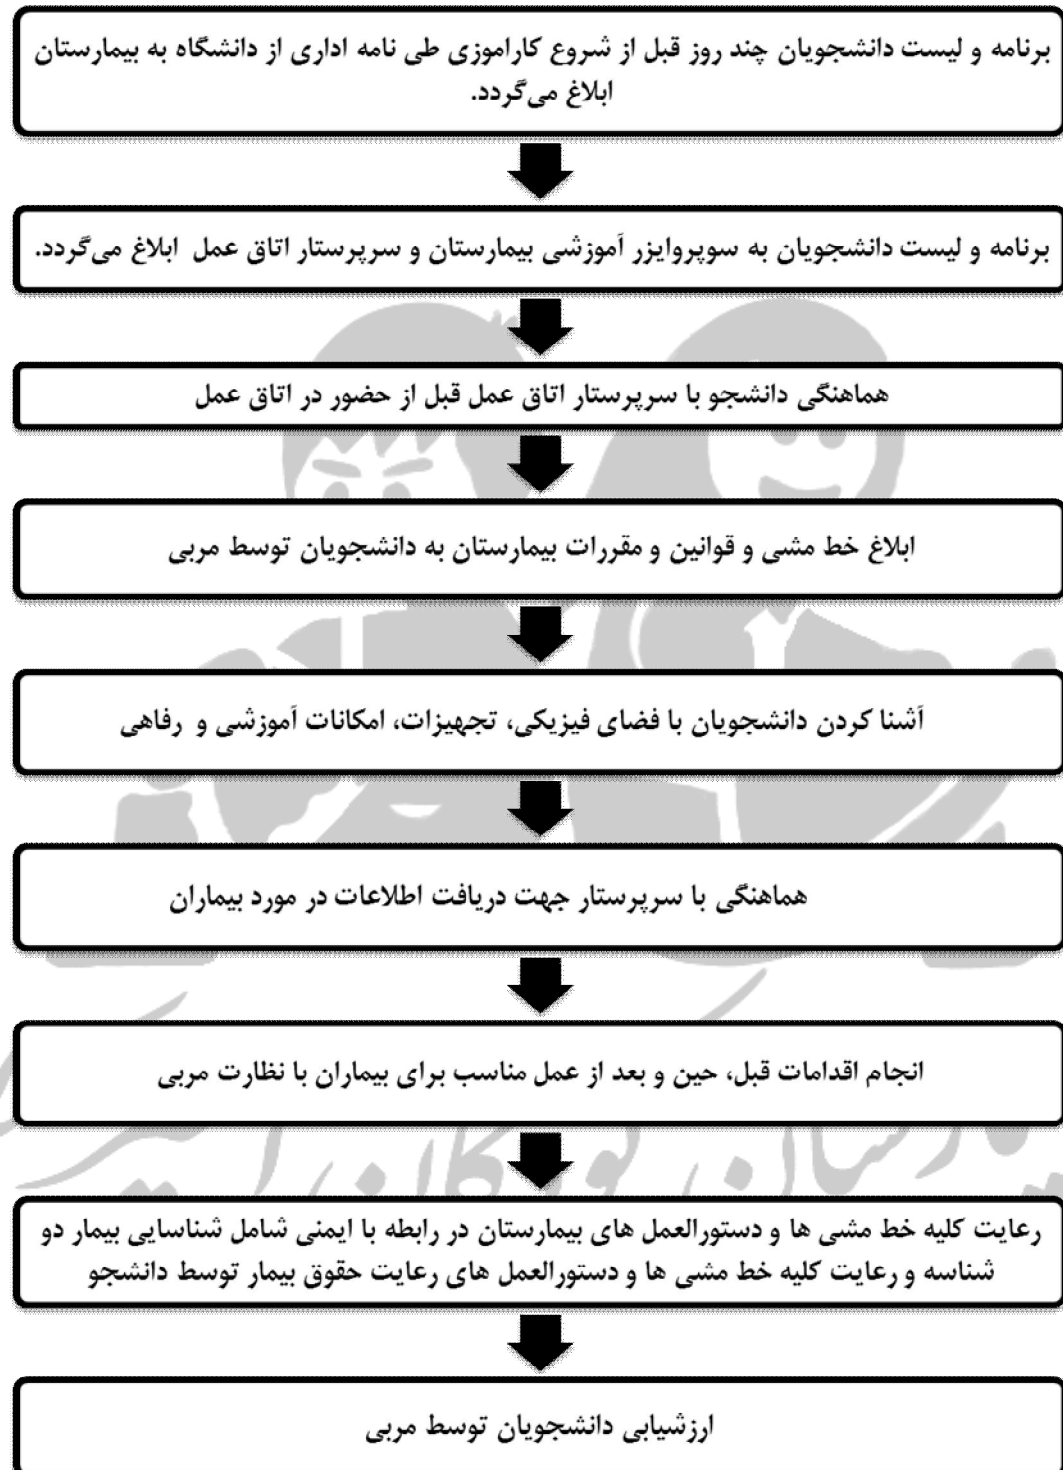 برنامه و لیست دانشجویان چند روز قبل از شروع کاراموزی طی نامه اداری از دانشگاه به بیمارستان
ابلاغ می‌گردد.
برنامه و لیست دانشجویان به سوپروایزر آموزشی بیمارستان و سرپرستار اتاق عمل ابلاغ می‌گردد.
هماهنگی دانشجو با سرپرستار اتاق عمل قبل از حضور در اتاق عمل
ابلاغ خط مشی و قوانین و مقررات بیمارستان به دانشجویان توسط مربی
آشنا کردن دانشجویان با فضای فیزیکی، تجهیزات، امکانات آموزشی و رفاهی
هماهنگی با سرپرستار جهت دریافت اطلاعات در مورد بیماران
انجام اقدامات قبل، حین و بعد از عمل مناسب برای بیماران با نظارت مربی
رعایت کلیه خط مشی ها و دستورالعمل های بیمارستان در رابطه با ایمنی شامل شناسایی بیمار دو
شناسه و رعایت کلیه خط مشی ها و دستورالعمل های رعایت حقوق بیمار توسط دانشجو
ارزشیابی دانشجویان توسط مربی